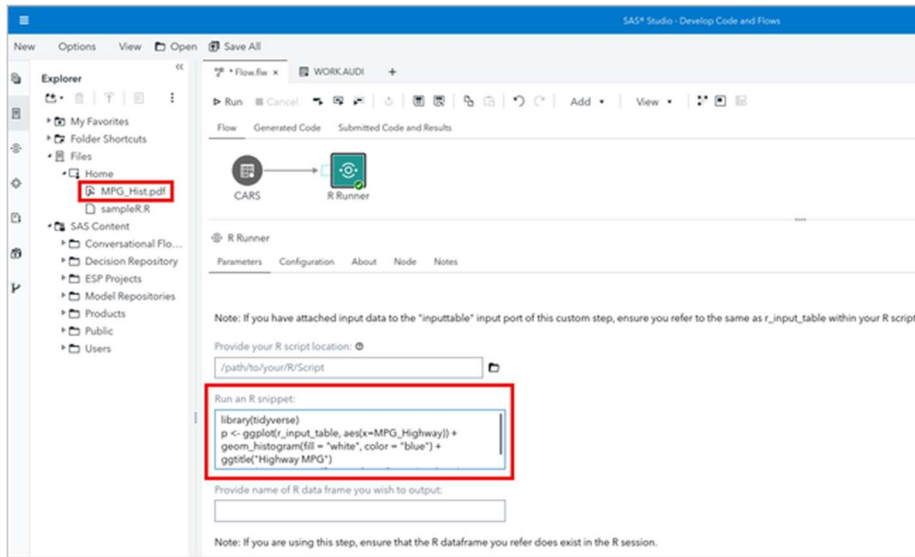 SAS® Studio - Develop Code and Flows
New Options View Open Save All
Explorer
My Favorites
Folder Shortcuts
Files
Home
MPG_Hist.pdf
sampleR.R
SAS Content
Conversational Flo...
Decision Repository
ESP Projects
Model Repositories
Products
Public
Users
* Flow.flw × WORK.AUDI +
Run Cancel Add View
Flow Generated Code Submitted Code and Results
CARS R Runner
R Runner
Parameters Configuration About Node Notes
Note: If you have attached input data to the "inputtable" input port of this custom step, ensure you refer to the same as r_input_table within your R script
Provide your R script location:
/path/to/your/R/Script
Run an R snippet:
library(tidyverse)
p <- ggplot(r_input_table, aes(x=MPG_Highway)) +
geom_histogram(fill = "white", color = "blue") +
ggtitle("Highway MPG")
Provide name of R data frame you wish to output:
Note: If you are using this step, ensure that the R dataframe you refer does exist in the R session.